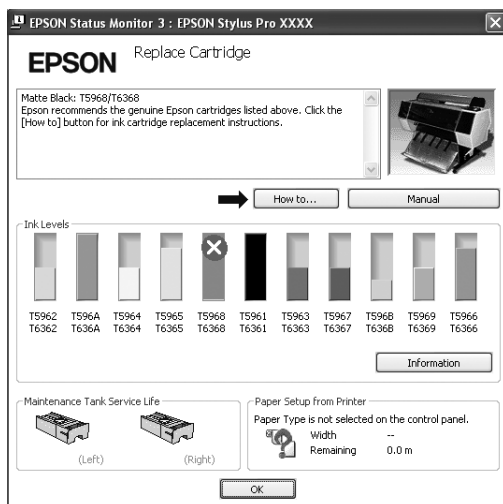 EPSON Status Monitor 3 : EPSON Stylus Pro XXXX
EPSON
Replace Cartridge
Matte Black: T5968/T6368
Epson recommends the genuine Epson cartridges listed above. Click the
[How to] button for ink cartridge replacement instructions.
How to...
Manual
Ink Levels
T5962 T596A T5964 T5965 T5968 T5961 T5963 T5967 T596B T5969 T5966
T6362 T636A T6364 T6365 T6368 T6361 T6363 T6367 T636B T6369 T6366
Information
Maintenance Tank Service Life
(Left) (Right)
Paper Setup from Printer
Paper Type is not selected on the control panel.
Width --
Remaining 0.0 m
OK